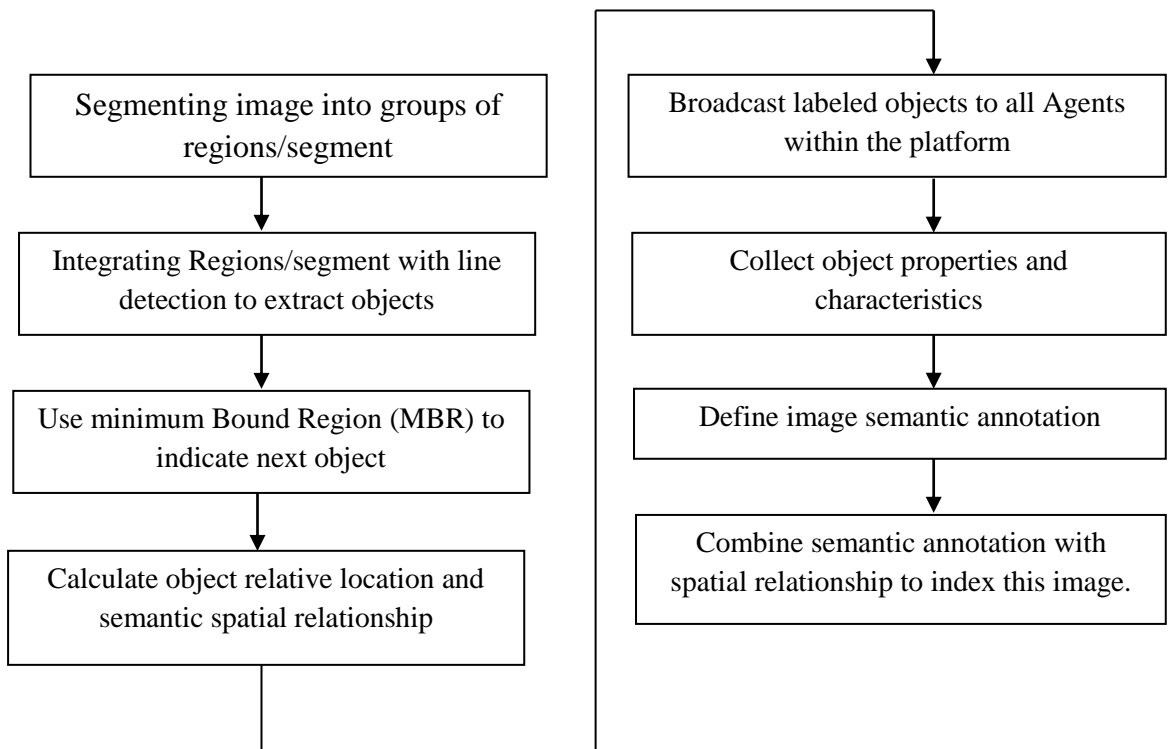 Segmenting image into groups of
regions/segment
Integrating Regions/segment with line
detection to extract objects
Use minimum Bound Region (MBR) to
indicate next object
Calculate object relative location and
semantic spatial relationship
Broadcast labeled objects to all Agents
within the platform
Collect object properties and
characteristics
Define image semantic annotation
Combine semantic annotation with
spatial relationship to index this image.